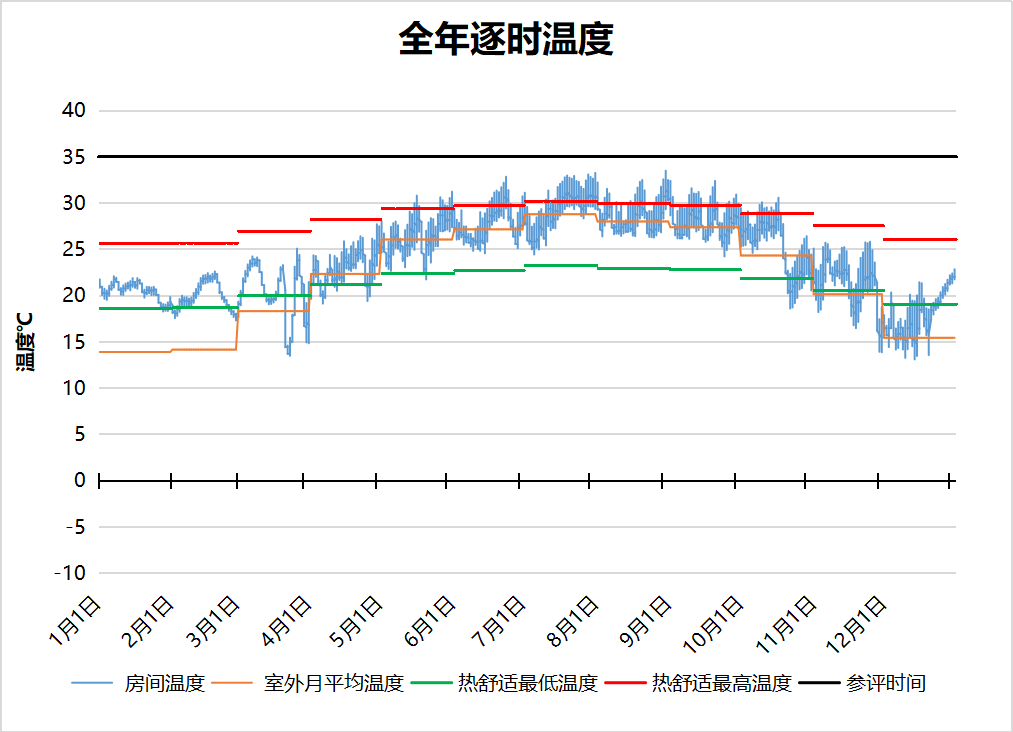 全年逐时温度
40
35
30
25
20
15
10
5
0
-5
-10
温度℃
1月1日
2月1日
3月1日
4月1日
5月1日
6月1日
7月1日
8月1日
9月1日
10月1日
11月1日
12月1日
房间温度 室外月平均温度 热舒适最低温度 热舒适最高温度 参评时间